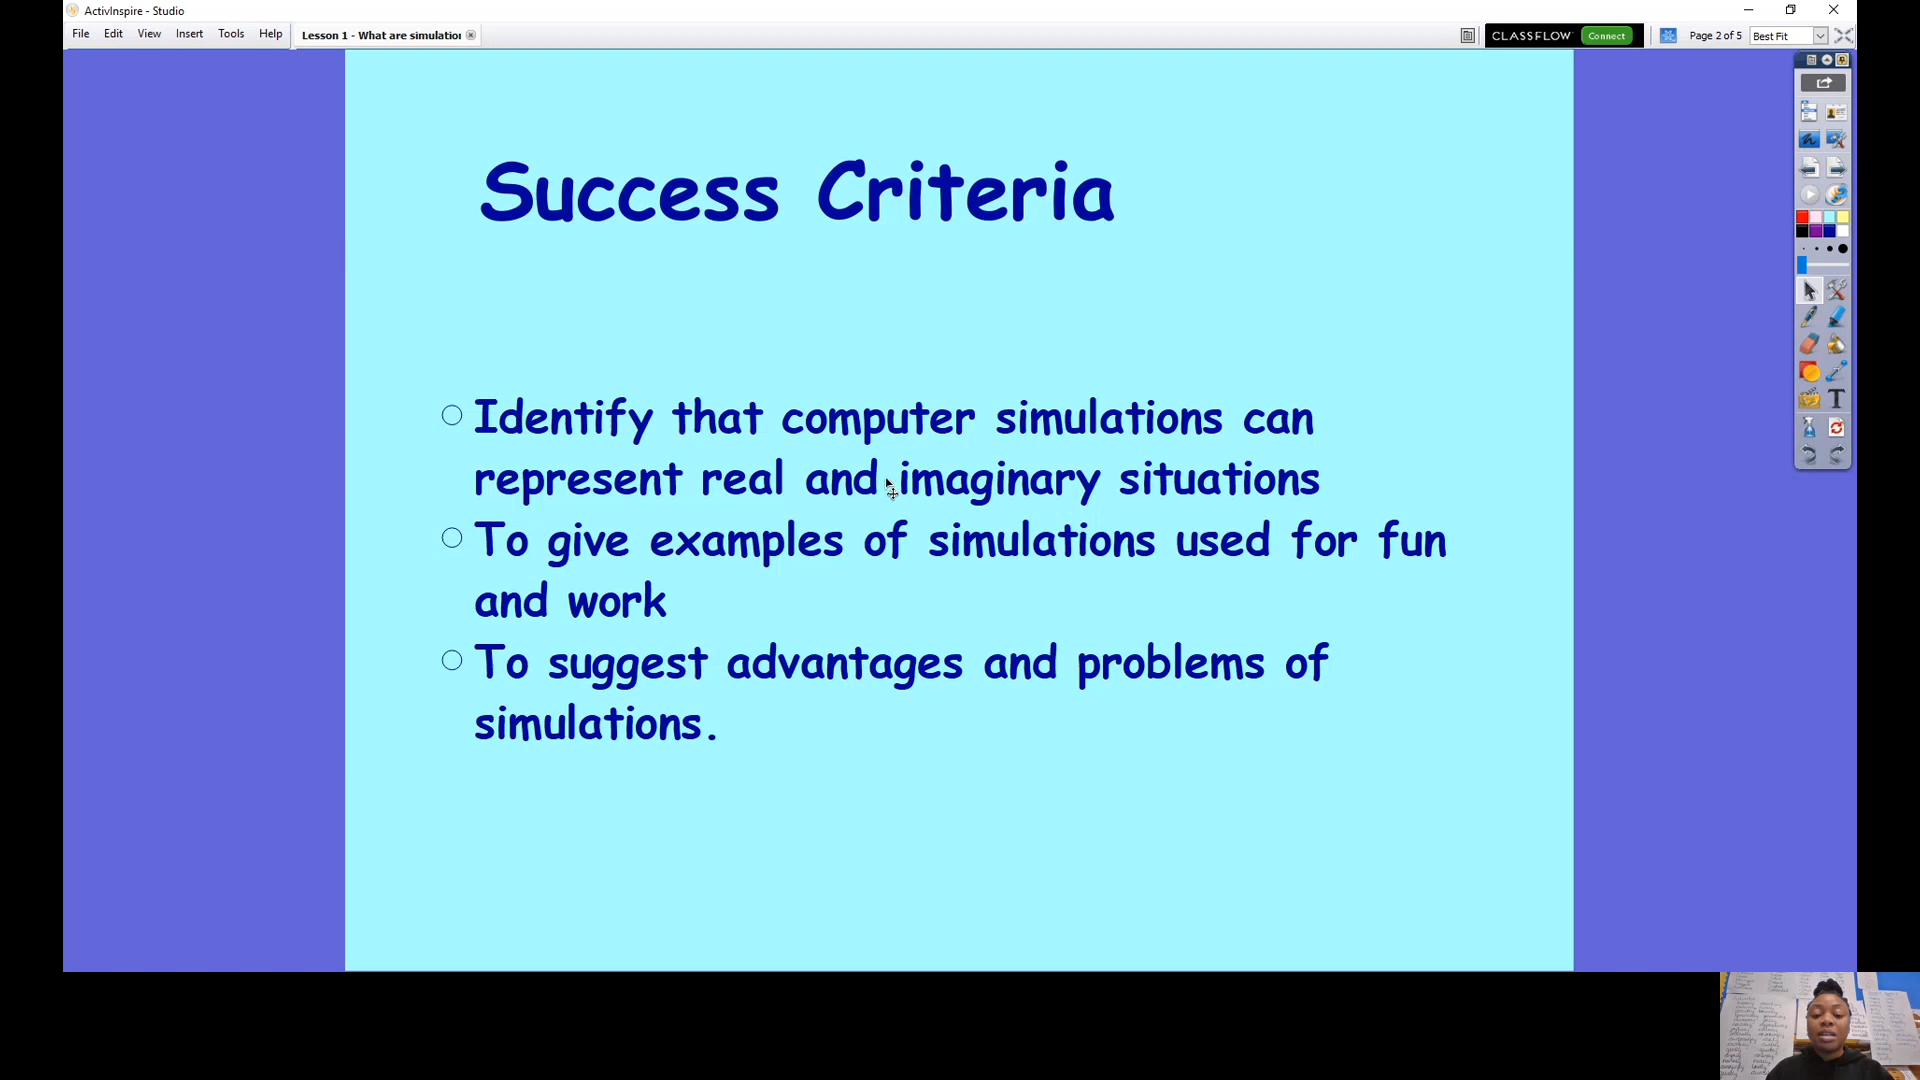 ActivInspire - Studio
File Edit View Insert Tools Help
Lesson 1 - What are simulation
CLASSFLOW Connect
Page 2 of 5
Best Fit
Success Criteria
Identify that computer simulations can
represent real and imaginary situations
To give examples of simulations used for fun
and work
To suggest advantages and problems of
simulations.
T